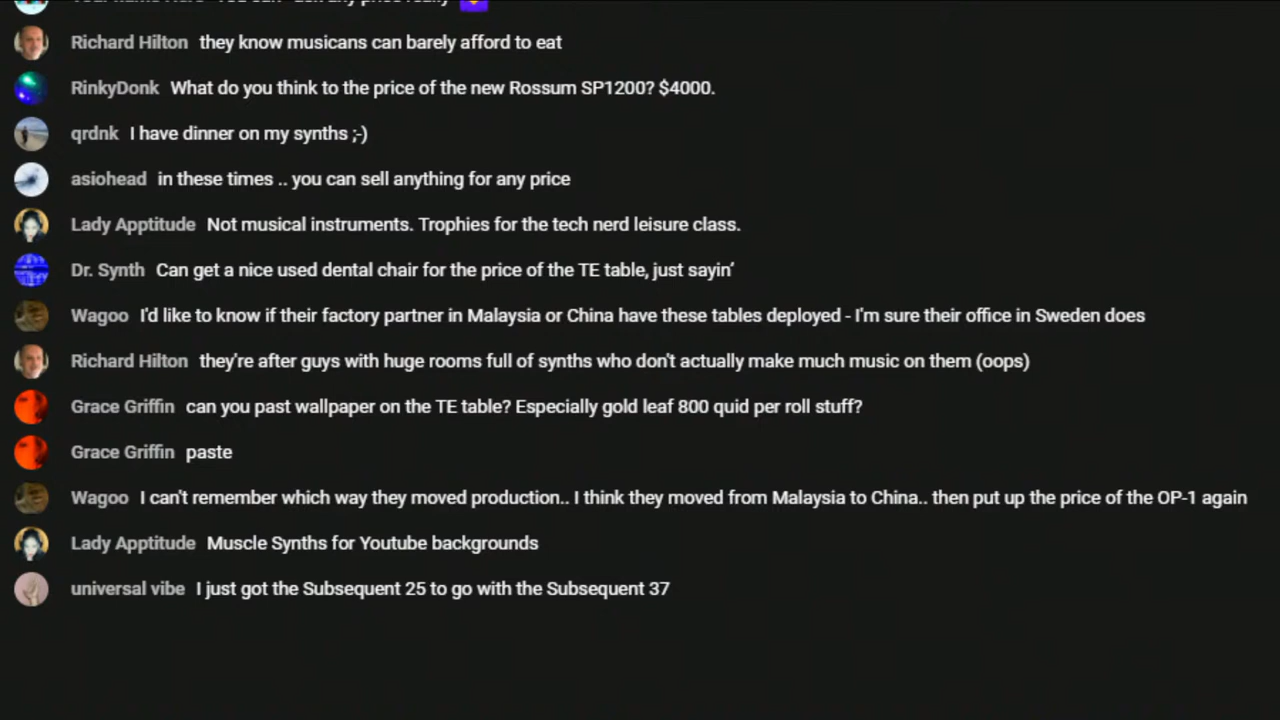 Richard Hilton they know musicans can barely afford to eat
RinkyDonk What do you think to the price of the new Rossum SP1200? $4000.
qrdnk I have dinner on my synths ;-)
asiohead in these times .. you can sell anything for any price
Lady Apptitude Not musical instruments. Trophies for the tech nerd leisure class.
Dr. Synth Can get a nice used dental chair for the price of the TE table, just sayin’
Wagoo I'd like to know if their factory partner in Malaysia or China have these tables deployed - I'm sure their office in Sweden does
Richard Hilton they're after guys with huge rooms full of synths who don't actually make much music on them (oops)
Grace Griffin can you past wallpaper on the TE table? Especially gold leaf 800 quid per roll stuff?
Grace Griffin paste
Wagoo I can't remember which way they moved production.. I think they moved from Malaysia to China.. then put up the price of the OP-1 again
Lady Apptitude Muscle Synths for Youtube backgrounds
universal vibe I just got the Subsequent 25 to go with the Subsequent 37